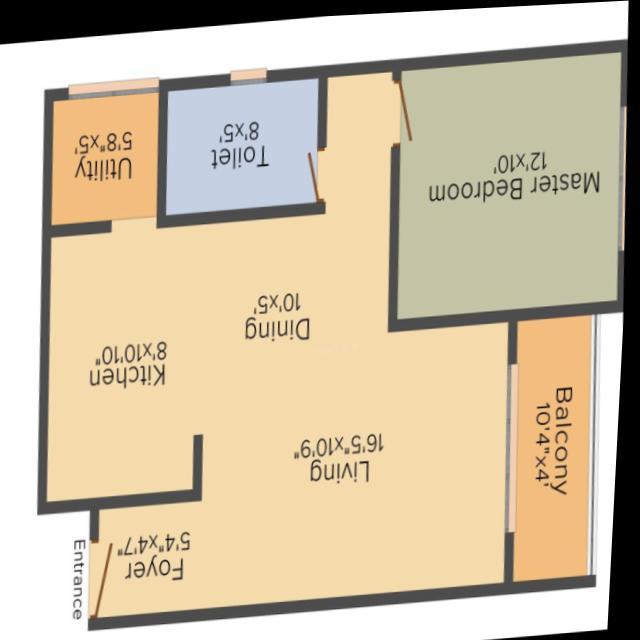 Utility
5'8"x5'
Toilet
8'x5'
Master Bedroom
12'x10'
Dining
10'x5'
Kitchen
8'x10'10"
Living
16'5"x10'9"
Balcony
10'4"x4'
Foyer
5'4"x4'7"
Entrance